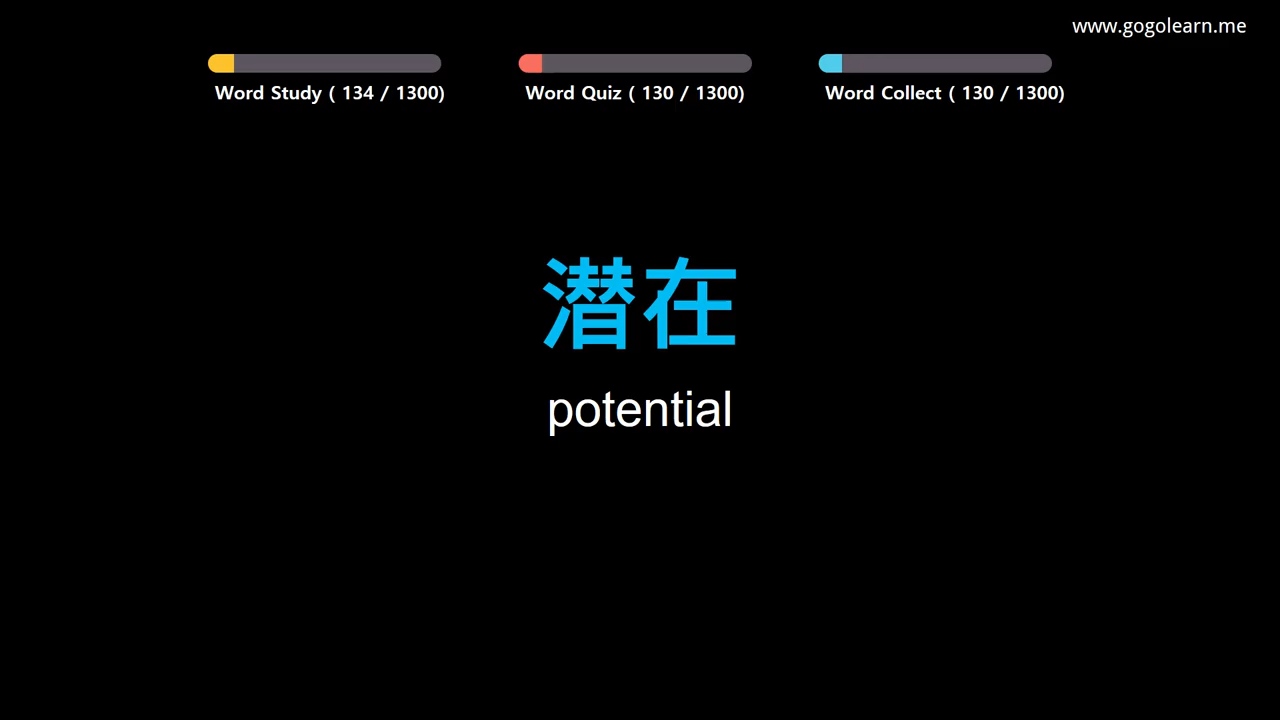 www.gogolearn.me
Word Study ( 134 / 1300)
Word Quiz ( 130 / 1300)
Word Collect ( 130 / 1300)
潜在
potential